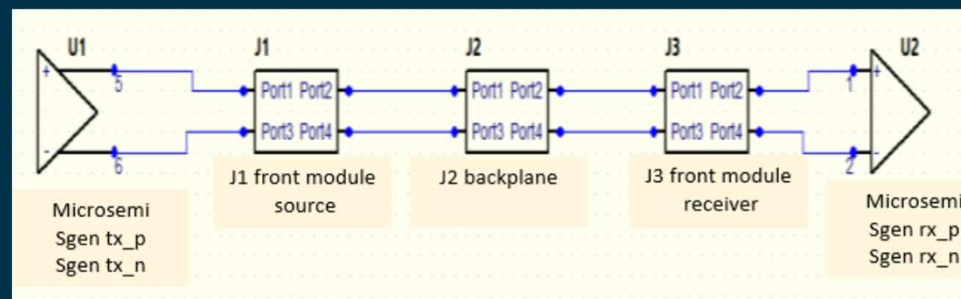 U1
J1
J2
J3
U2
+
5
Port1 Port2
Port1 Port2
Port1 Port2
1
+
-
6
Port3 Port4
Port3 Port4
Port3 Port4
2
-
Microsemi
Sgen tx_p
Sgen tx_n
J1 front module
source
J2 backplane
J3 front module
receiver
Microsemi
Sgen rx_p
Sgen rx_n